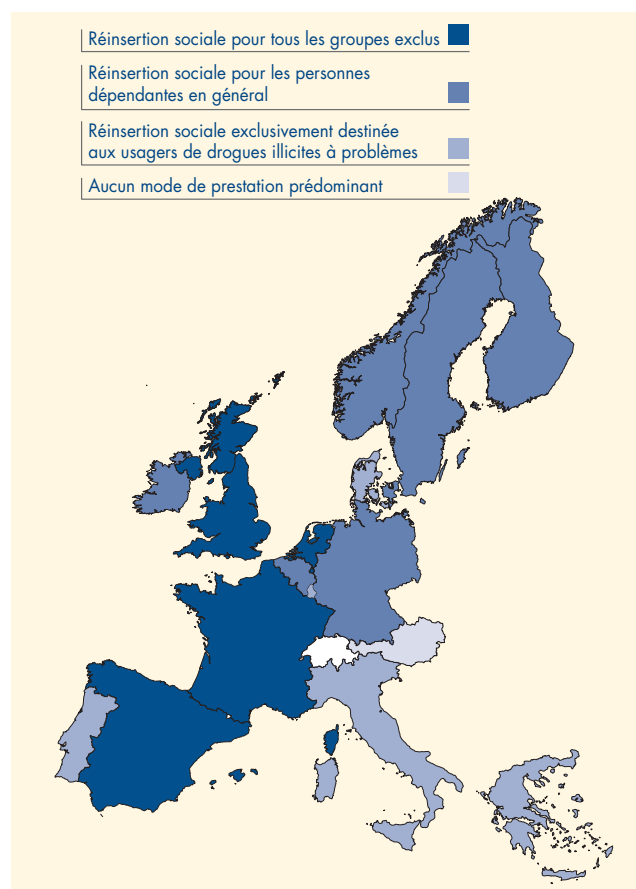 Réinsertion sociale pour tous les groupes exclus
Réinsertion sociale pour les personnes
dépendantes en général
Réinsertion sociale exclusivement destinée
aux usagers de drogues illicites à problèmes
Aucun mode de prestation prédominant